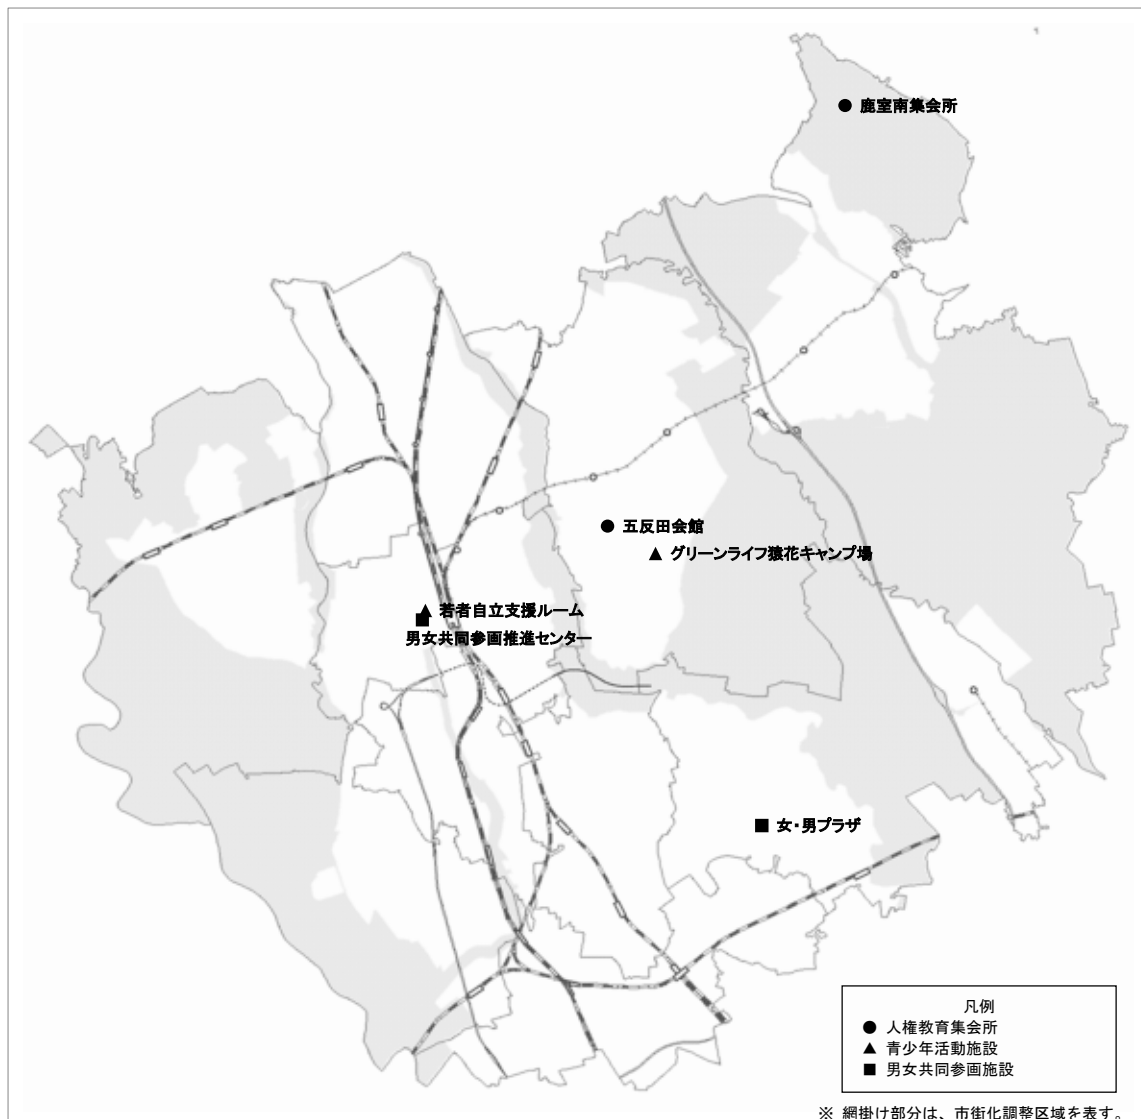 鹿室南集会所
五反田会館
グリーンライフ猿花キャンプ場
若者自立支援ルーム
男女共同参画推進センター
女・男プラザ
凡例
● 人権教育集会所
▲ 青少年活動施設
■ 男女共同参画施設
※ 網掛け部分は、市街化調整区域を表す。